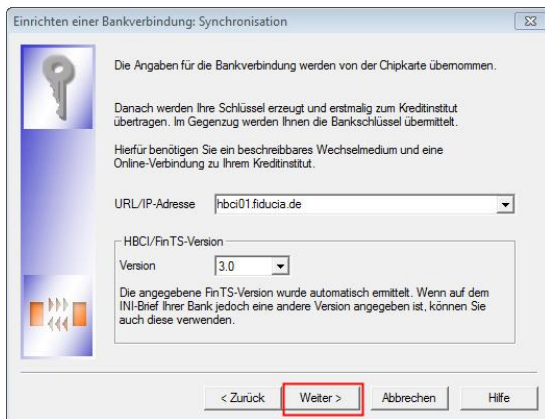 Einrichten einer Bankverbindung: Synchronisation
Die Angaben für die Bankverbindung werden von der Chipkarte übernommen.
Danach werden Ihre Schlüssel erzeugt und erstmalig zum Kreditinstitut
übertragen. Im Gegenzug werden Ihnen die Bankschlüssel übermittelt.
Hierfür benötigen Sie ein beschreibbares Wechselmedium und eine
Online-Verbindung zu Ihrem Kreditinstitut.
URL/IP-Adresse hbci01.fiducia.de
HBCI/FinTS-Version
Version 3.0
Die angegebene FinTS-Version wurde automatisch ermittelt. Wenn auf dem
INI-Brief Ihrer Bank jedoch eine andere Version angegeben ist, können Sie
auch diese verwenden.
< Zurück Weiter > Abbrechen Hilfe